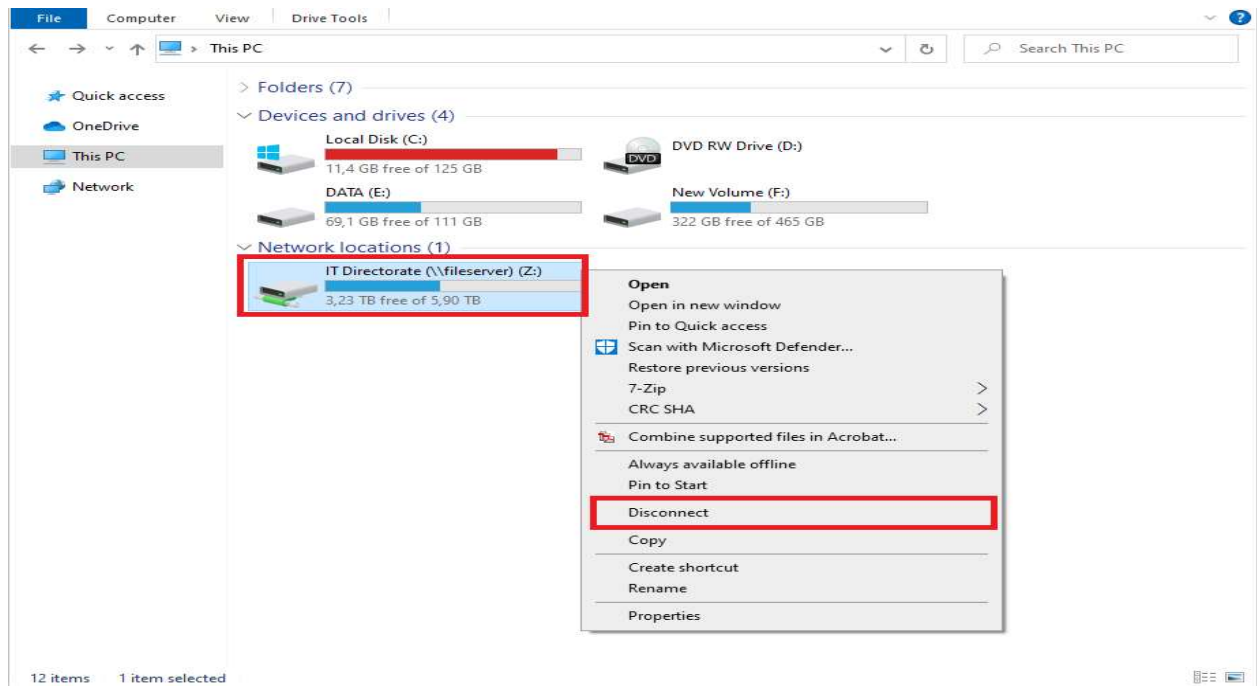 File Computer View Drive Tools
This PC
Search This PC
Quick access
OneDrive
This PC
Network
Folders (7)
Devices and drives (4)
Local Disk (C:)
11,4 GB free of 125 GB
DVD
DVD RW Drive (D:)
DATA (E:)
69,1 GB free of 111 GB
New Volume (F:)
322 GB free of 465 GB
Network locations (1)
IT Directorate (\\fileserver) (Z:)
3,23 TB free of 5,90 TB
Open
Open in new window
Pin to Quick access
Scan with Microsoft Defender...
Restore previous versions
7-Zip
CRC SHA
Combine supported files in Acrobat...
Always available offline
Pin to Start
Disconnect
Copy
Create shortcut
Rename
Properties
12 items 1 item selected